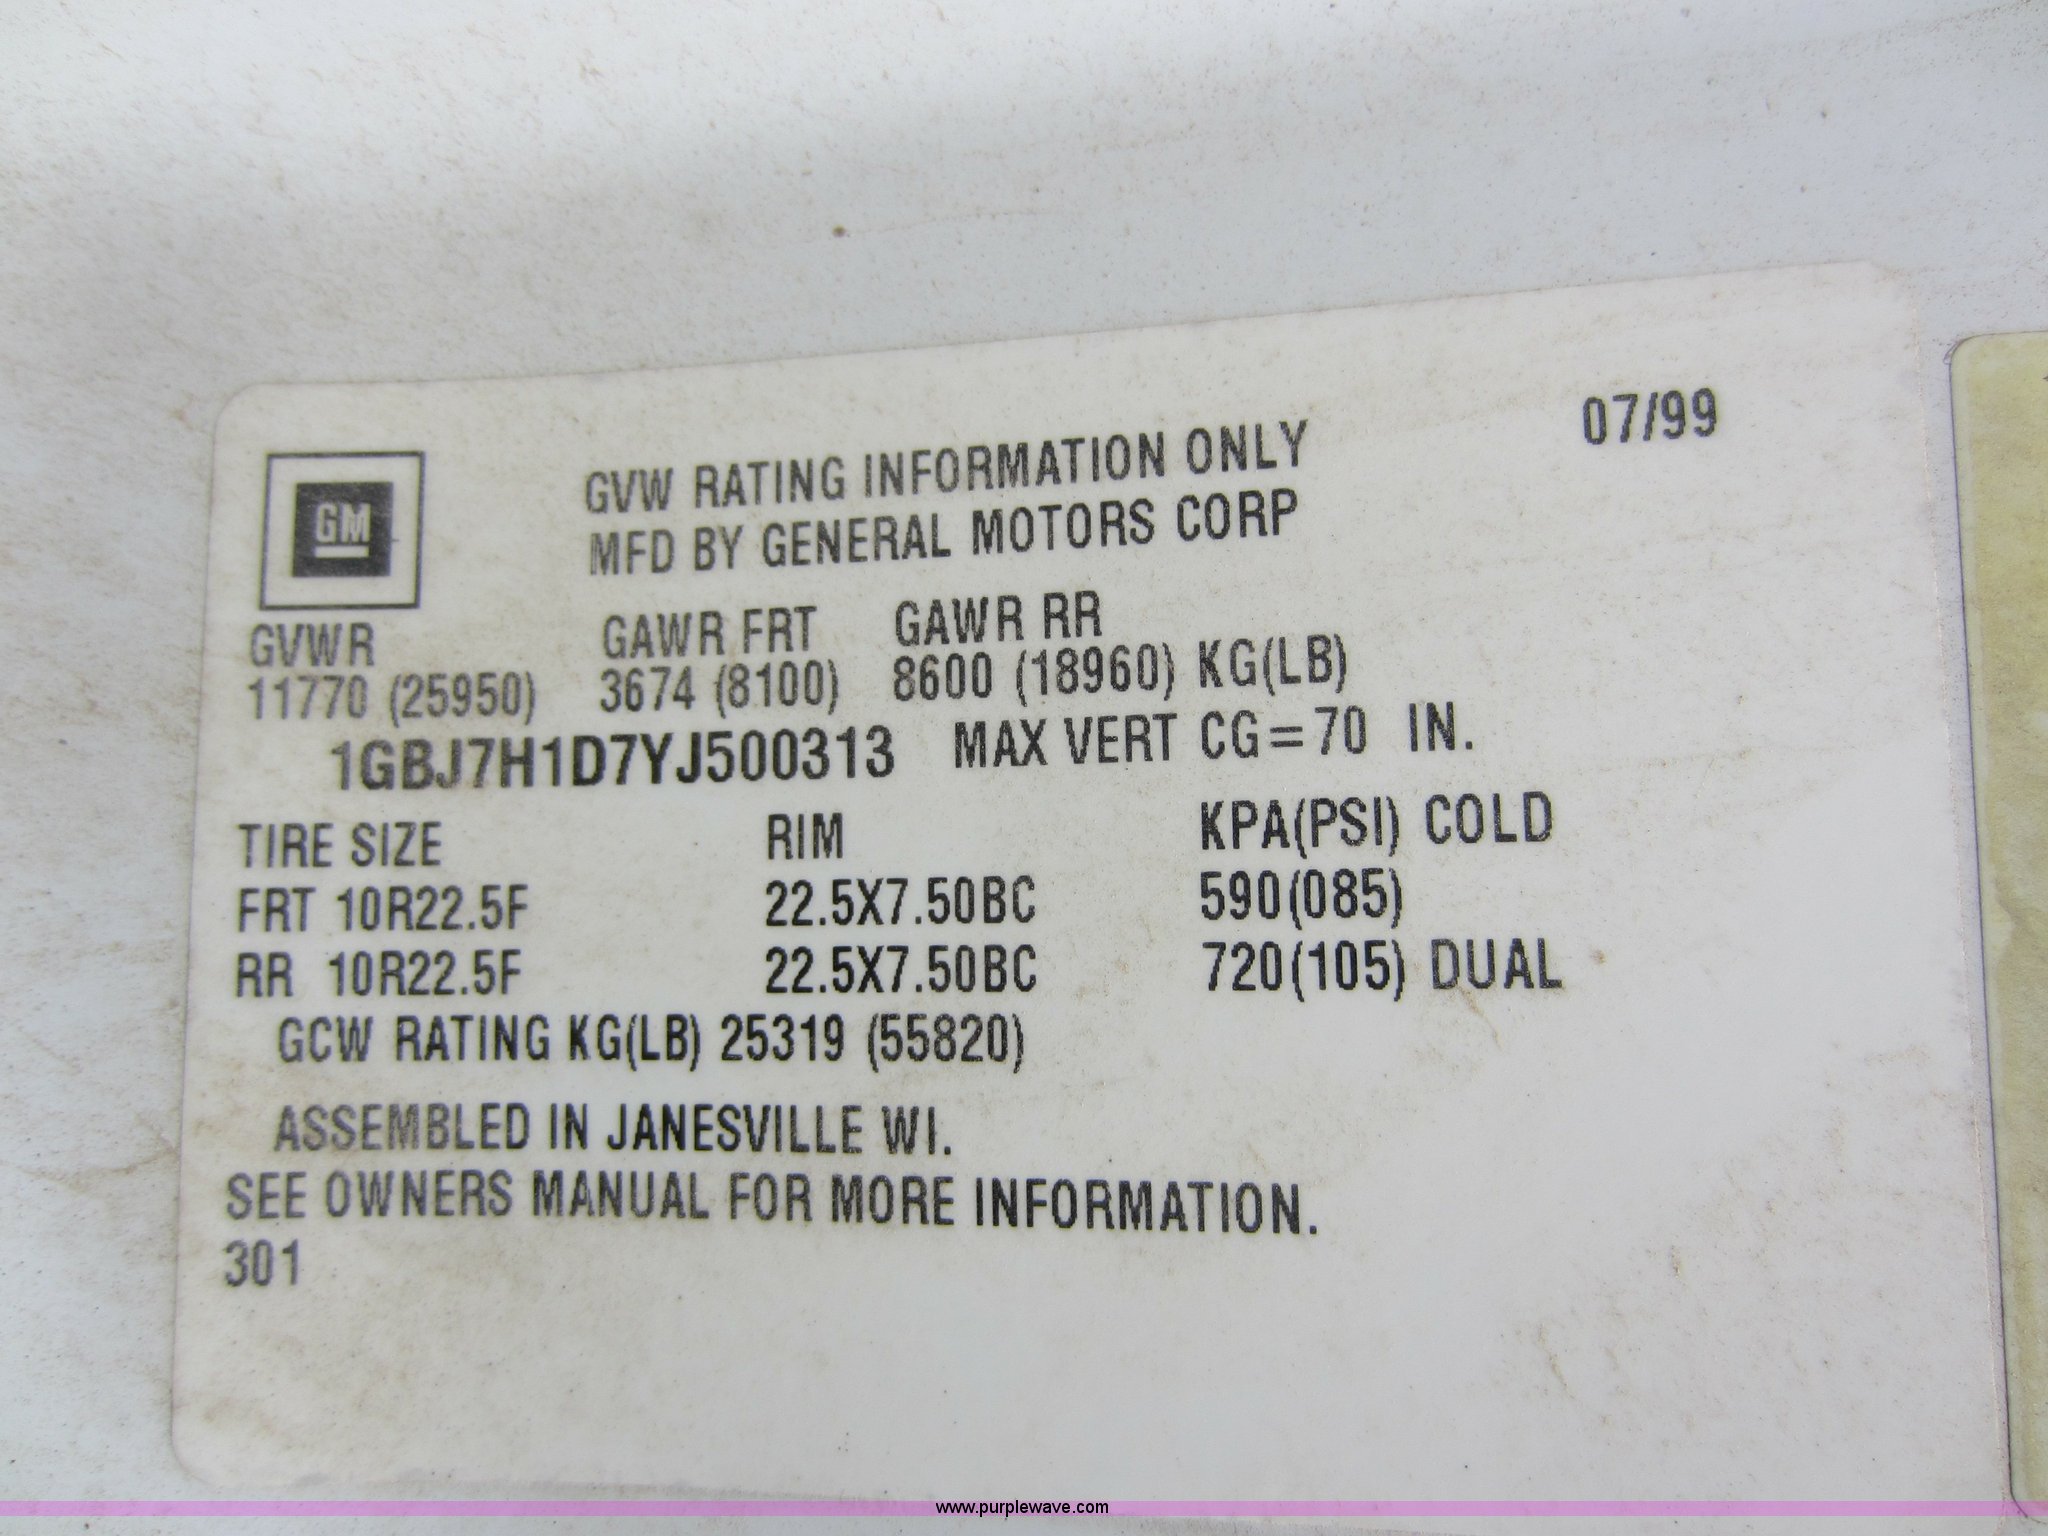 07/99
GM
GVW RATING INFORMATION ONLY
MFD BY GENERAL MOTORS CORP
GVWR GAWR FRT GAWR RR
11770 (25950) 3674 (8100) 8600 (18960) KG(LB)
1GBJ7H1D7YJ500313 MAX VERT CG=70 IN.
TIRE SIZE RIM KPA(PSI) COLD
FRT 10R22.5F 22.5X7.50BC 590(085)
RR 10R22.5F 22.5X7.50BC 720(105) DUAL
GCW RATING KG(LB) 25319 (55820)
ASSEMBLED IN JANESVILLE WI.
SEE OWNERS MANUAL FOR MORE INFORMATION.
301
www.purplewave.com